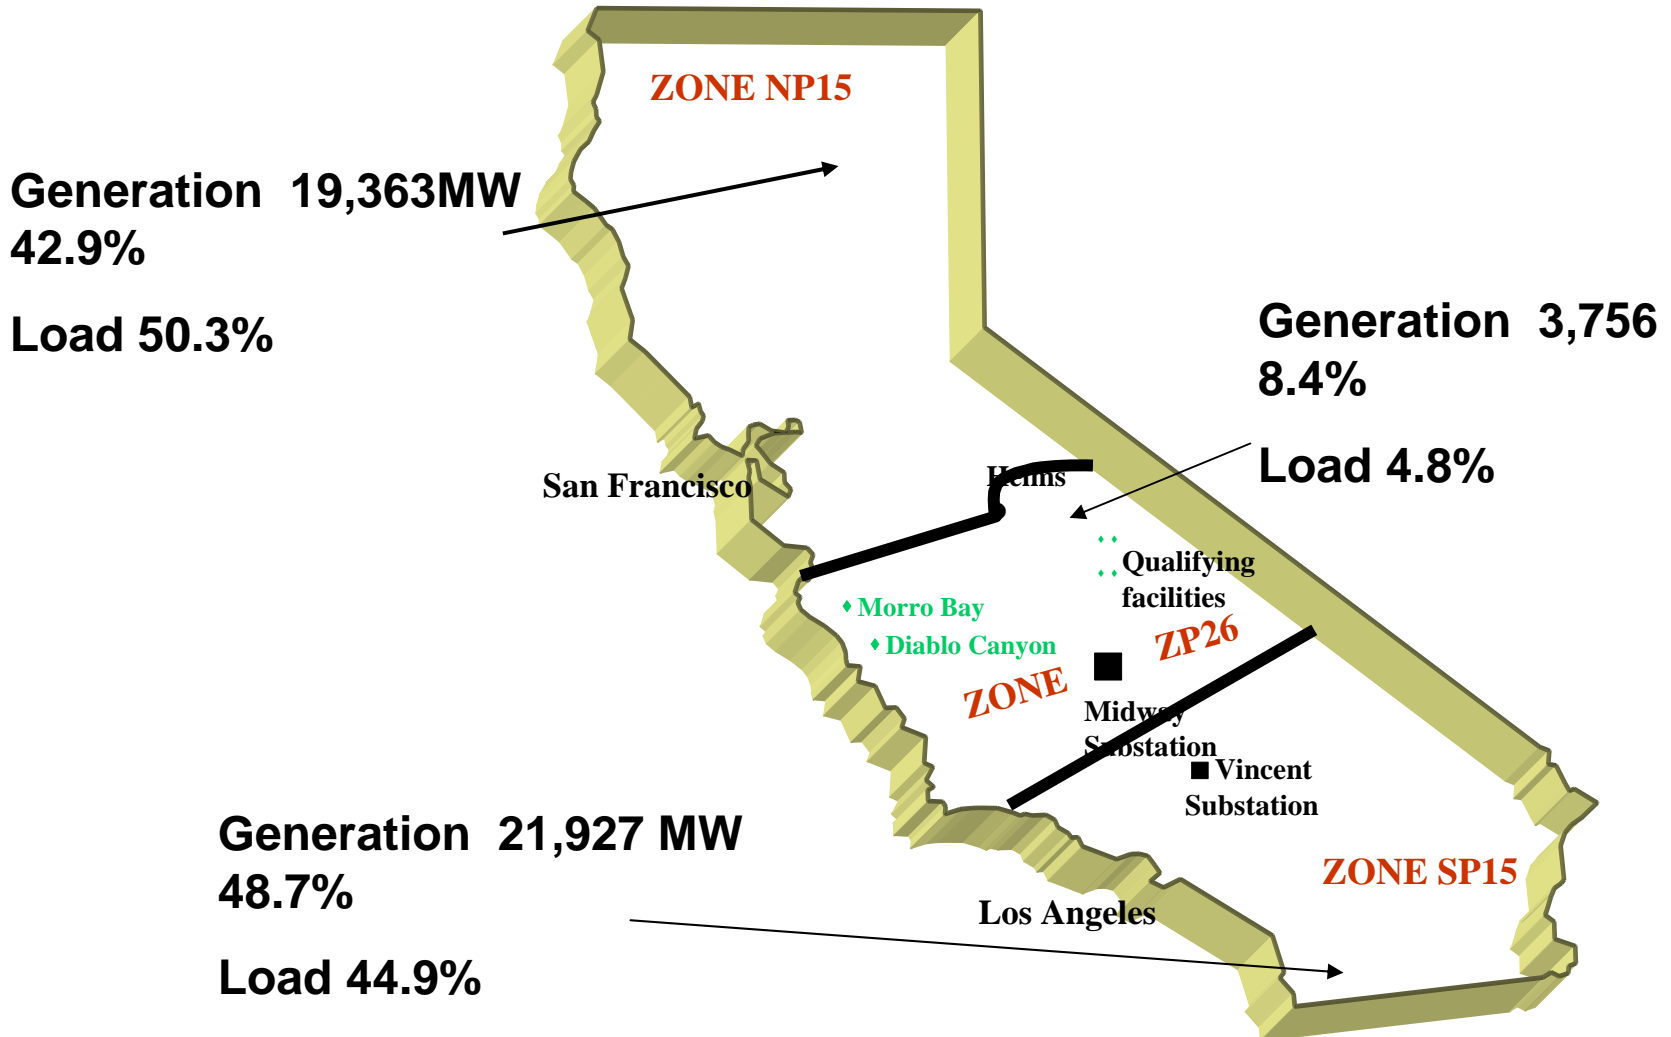 ZONE NP15
Generation  19,363MW
42.9%
Load 50.3%
Generation  3,756
8.4%
Load 4.8%
San Francisco
Helms
Qualifying
facilities
Morro Bay
Diablo Canyon
ZONE ZP26
Midway
Substation
Vincent
Substation
Generation  21,927 MW
48.7%
Load 44.9%
ZONE SP15
Los Angeles